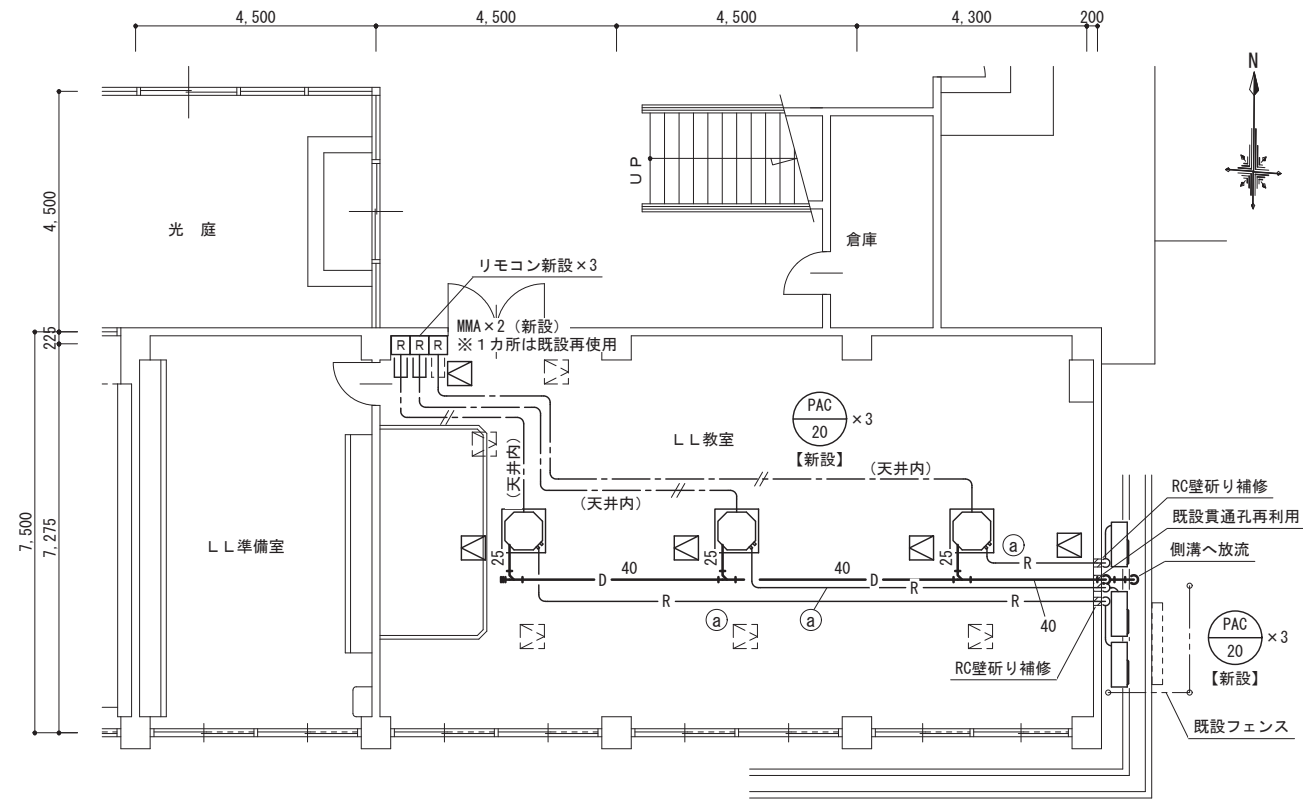 4,500
4,500
4,500
4,300
200
N
4,500
225
7,500
7,275
光 庭
UP
倉庫
リモコン新設×3
MMA×2 (新設)
※1カ所は既設再使用
R
R
R
LL教室
PAC
20
×3
【新設】
(天井内)
(天井内)
(天井内)
RC壁斫り補修
既設貫通孔再利用
側溝へ放流
LL準備室
25
25
25
a
R
40
40
D
D
R
R
R
a
a
40
RC壁斫り補修
PAC
20
×3
【新設】
既設フェンス